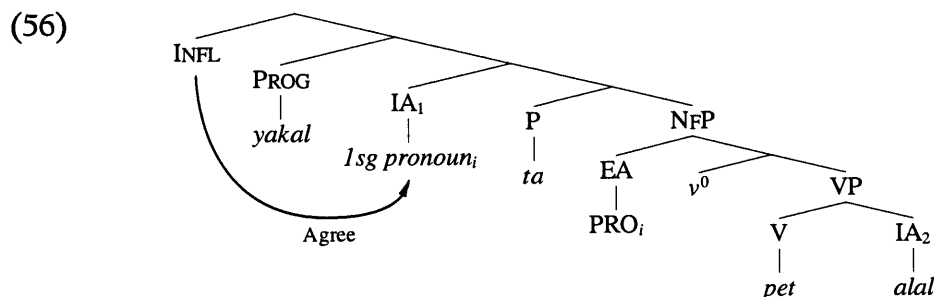 (56)
INFL
PROG
yakal
IA₁
1sg pronounᵢ
P
ta
NFP
EA
PROᵢ
v⁰
VP
V
pet
IA₂
alal
Agree